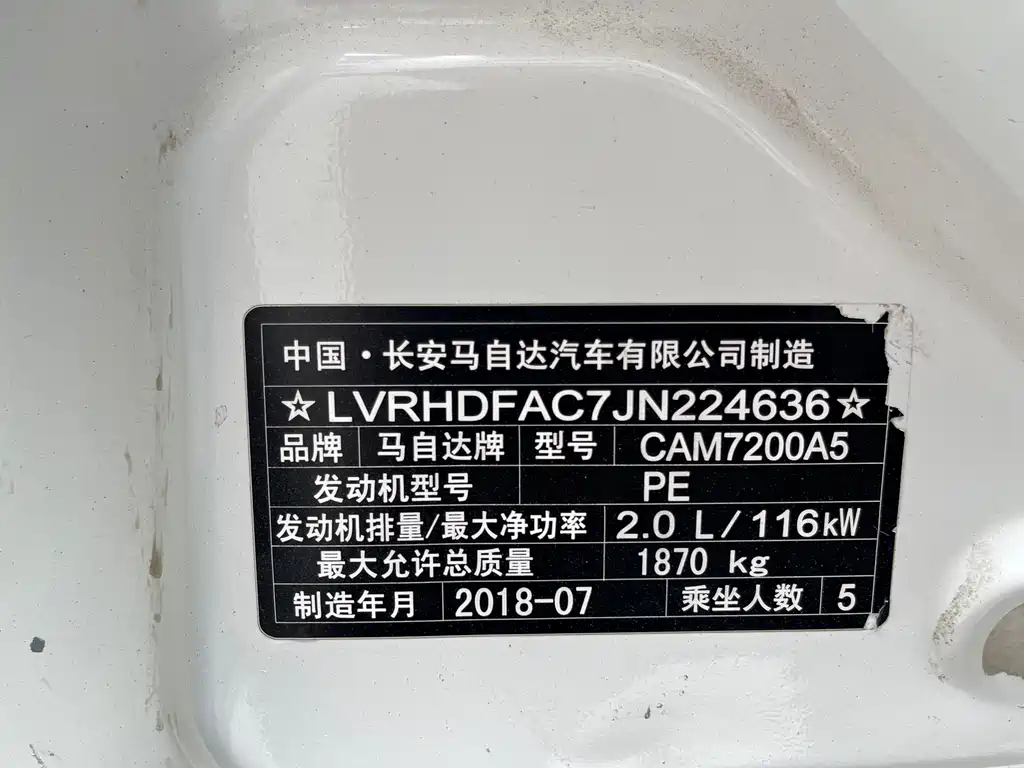 中国·长安马自达汽车有限公司制造
☆LVRHDFAC7JN224636☆
品牌 马自达牌 型号 CAM7200A5
发动机型号 PE
发动机排量/最大净功率 2.0 L/116kW
最大允许总质量 1870 kg
制造年月 2018-07 乘坐人数 5